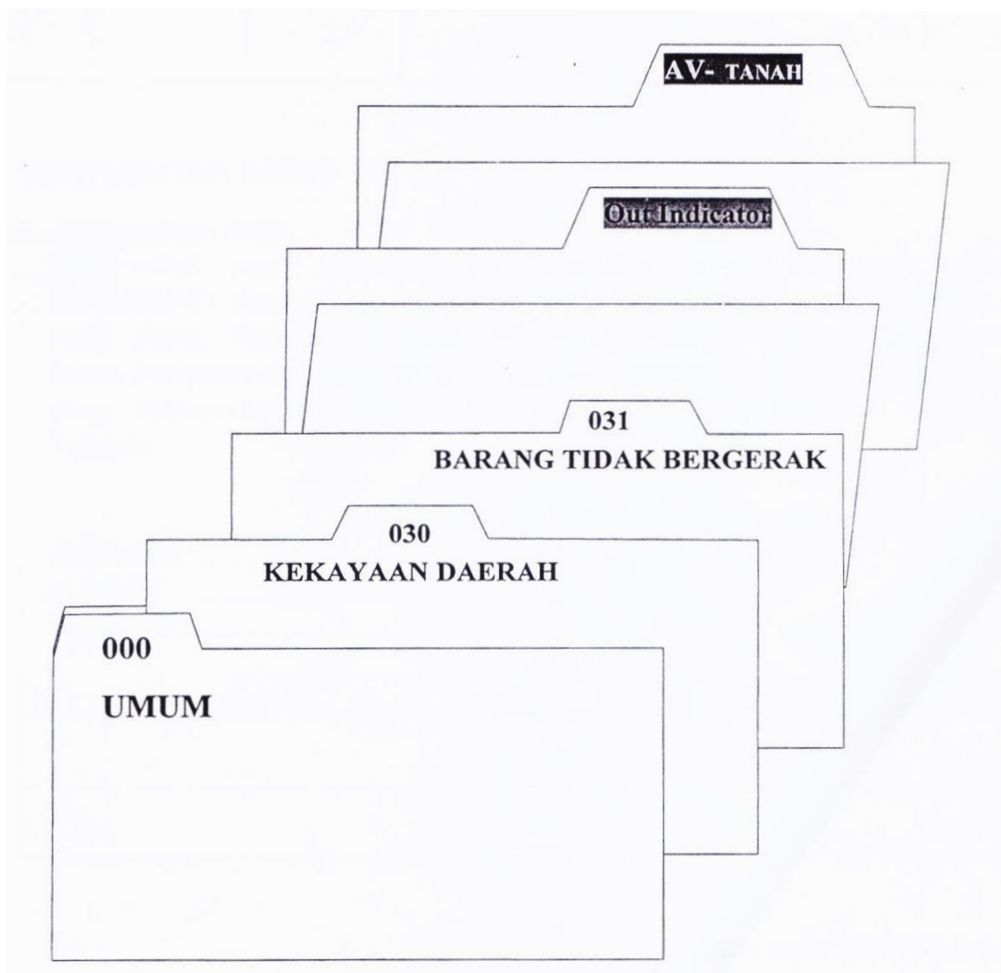 AV- TANAH
Out Indicator
031
BARANG TIDAK BERGERAK
030
KEKAYAAN DAERAH
000
UMUM